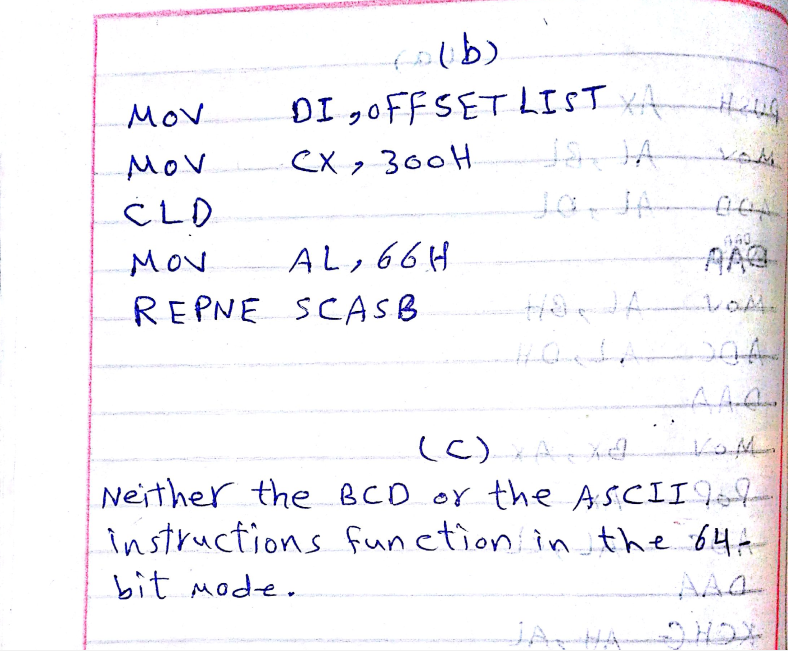 (b)
MOV DI, OFFSET LIST
MOV CX, 300H
CLD
MOV AL, 66H
REPNE SCASB
(C)
Neither the BCD or the ASCII
instructions function in the 64-
bit mode.